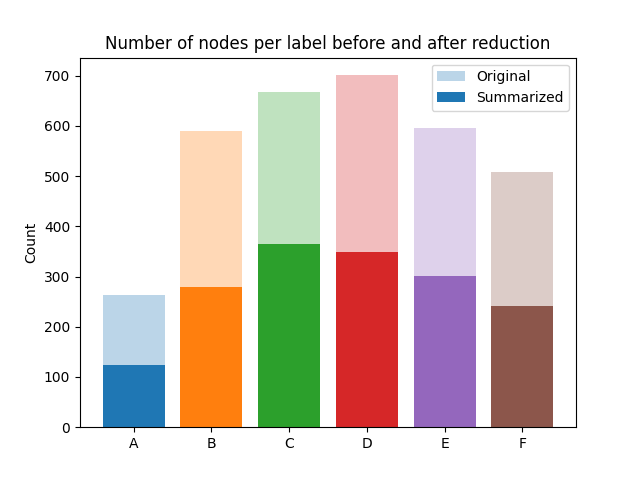 Number of nodes per label before and after reduction
Original
Summarized
Count
700
600
500
400
300
200
100
0
A B C D E F